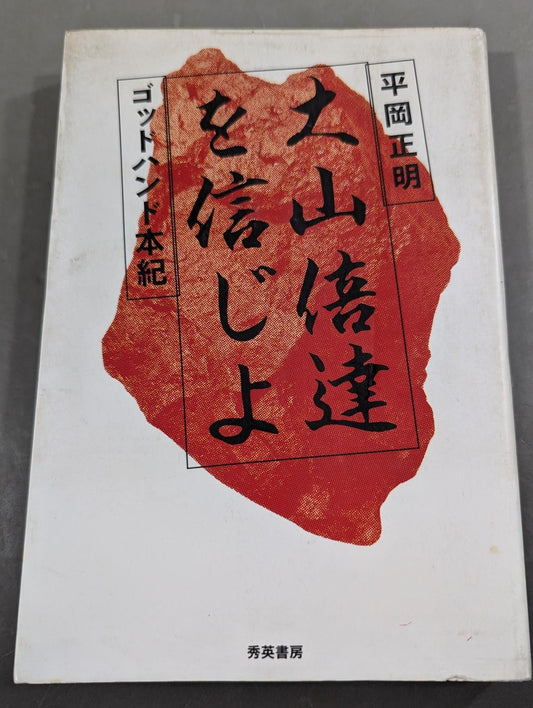 平岡正明
大山倍達
を信じよ
ゴッドハンド本紀
秀英書房